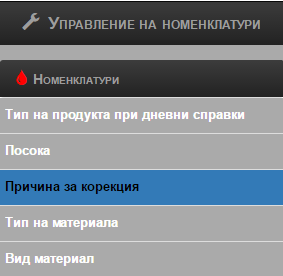 Управление на номенклатури
Номенклатури
Тип на продукта при дневни справки
Посока
Причина за корекция
Тип на материала
Вид материал